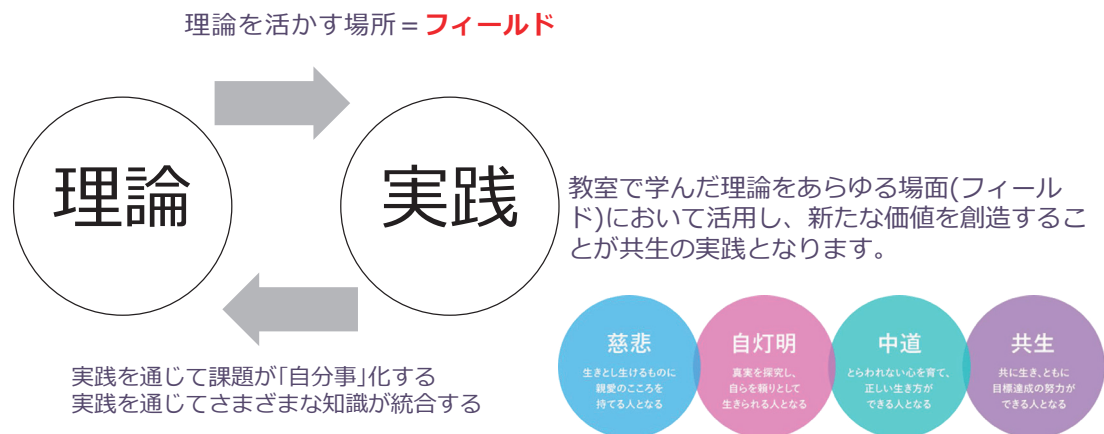 理論を活かす場所＝フィールド
理論
実践
教室で学んだ理論をあらゆる場面(フィール
ド)において活用し、新たな価値を創造するこ
とが共生の実践となります。
実践を通じて課題が｢自分事｣化する
実践を通じてさまざまな知識が統合する
慈悲
生きとし生けるものに
親愛のこころを
持てる人となる
自灯明
真実を探究し、
自らを頼りとして
生きられる人となる
中道
とらわれない心を育て、
正しい生き方が
できる人となる
共生
共に生き、ともに
目標達成の努力が
できる人となる